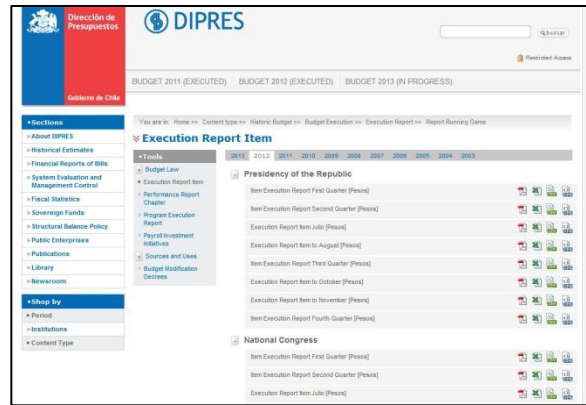 Dirección de
Presupuestos
Gobierno de Chile
DIPRES
Buscar
Restricted Access
BUDGET 2011 (EXECUTED)
BUDGET 2012 (EXECUTED)
BUDGET 2013 (IN PROGRESS)
Sections
About DIPRES
Historical Estimates
Financial Reports of Bills
System Evaluation and
Management Control
Fiscal Statistics
Sovereign Funds
Structural Balance Policy
Public Enterprises
Publications
Library
Newsroom
Shop by
Period
Institutions
Content Type
You are in: Home >> Content type >> Historic Budget >> Budget Execution >> Execution Report >> Report Running Game
Execution Report Item
Tools
Budget Law
Execution Report Item
Performance Report
Chapter
Program Execution
Report
Payroll Investment
Initiatives
Sources and Uses
Budget Modification
Decrees
2013 2012 2011 2010 2009 2008 2007 2006 2005 2004 2003
Presidency of the Republic
Item Execution Report First Quarter [Pesos]
Item Execution Report Second Quarter [Pesos]
Execution Report Item Julio [Pesos]
Execution Report Item to August [Pesos]
Item Execution Report Third Quarter [Pesos]
Execution Report Item to October [Pesos]
Execution Report Item to November [Pesos]
Item Execution Report Fourth Quarter [Pesos]
National Congress
Item Execution Report First Quarter [Pesos]
Item Execution Report Second Quarter [Pesos]
Execution Report Item Julio [Pesos]